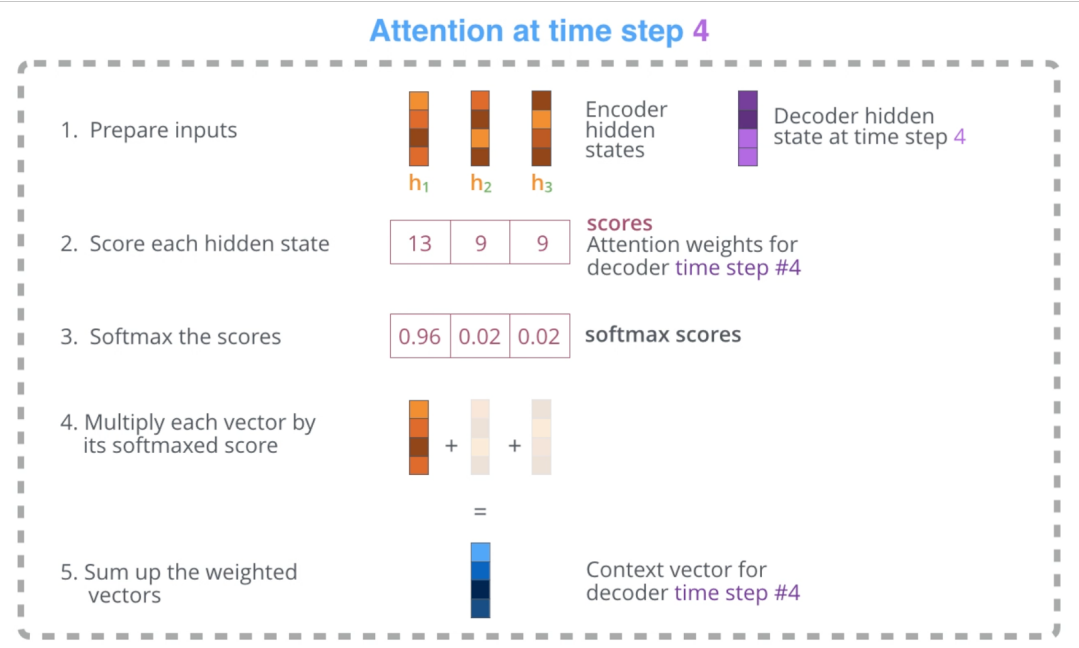 Attention at time step 4
1. Prepare inputs
Encoder
hidden
states
Decoder hidden
state at time step 4
h1
h2
h3
2. Score each hidden state
13 9 9
scores
Attention weights for
decoder time step #4
3. Softmax the scores
0.96 0.02 0.02
softmax scores
4. Multiply each vector by
its softmaxed score
+ +
=
5. Sum up the weighted
vectors
Context vector for
decoder time step #4